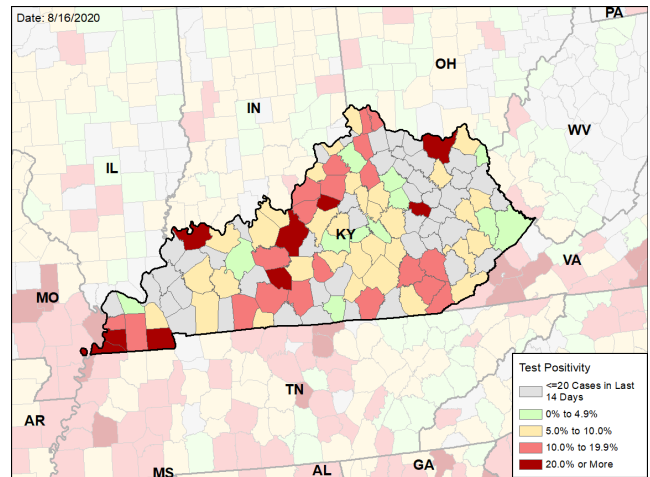 Date: 8/16/2020
PA
OH
IN
WV
IL
KY
VA
MO
TN
AR
MS
AL
GA
Test Positivity
<=20 Cases in Last
14 Days
0% to 4.9%
5.0% to 10.0%
10.0% to 19.9%
20.0% or More